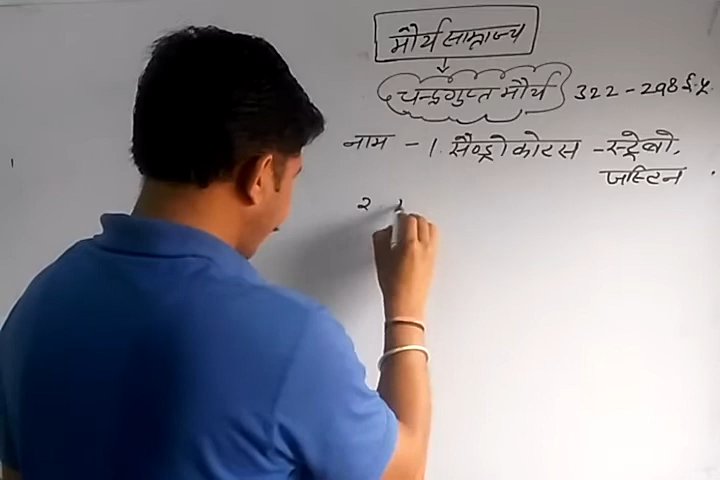 मौर्य साम्राज्य
चन्द्रगुप्त मौर्य 322 - 298 ई.पू.
नाम - 1. सैण्ड्रोकोटस - स्ट्रेबो,
जस्टिन
2